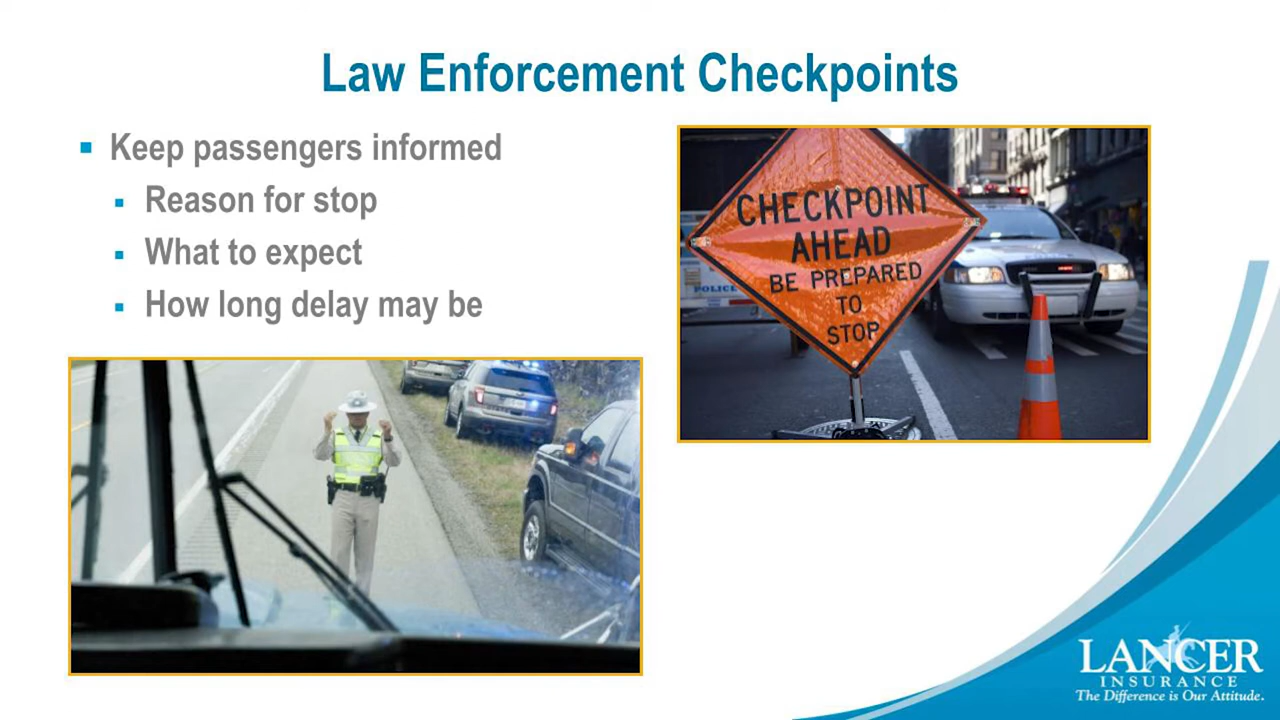 Law Enforcement Checkpoints
Keep passengers informed
Reason for stop
What to expect
How long delay may be
CHECKPOINT
AHEAD
BE PREPARED
TO
STOP
POLICE
LANCER
INSURANCE
The Difference is Our Attitude.